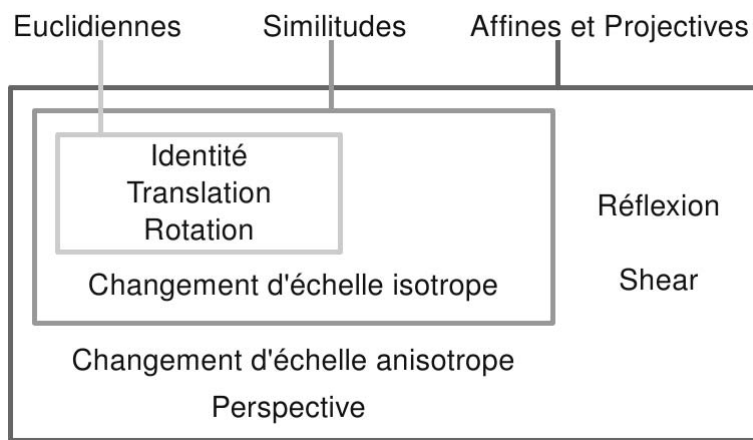 Euclidiennes Similitudes Affines et Projectives
Identité
Translation
Rotation
Réflexion
Changement d'échelle isotrope
Shear
Changement d'échelle anisotrope
Perspective